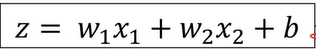 z = w₁x₁ + w₂x₂ + b